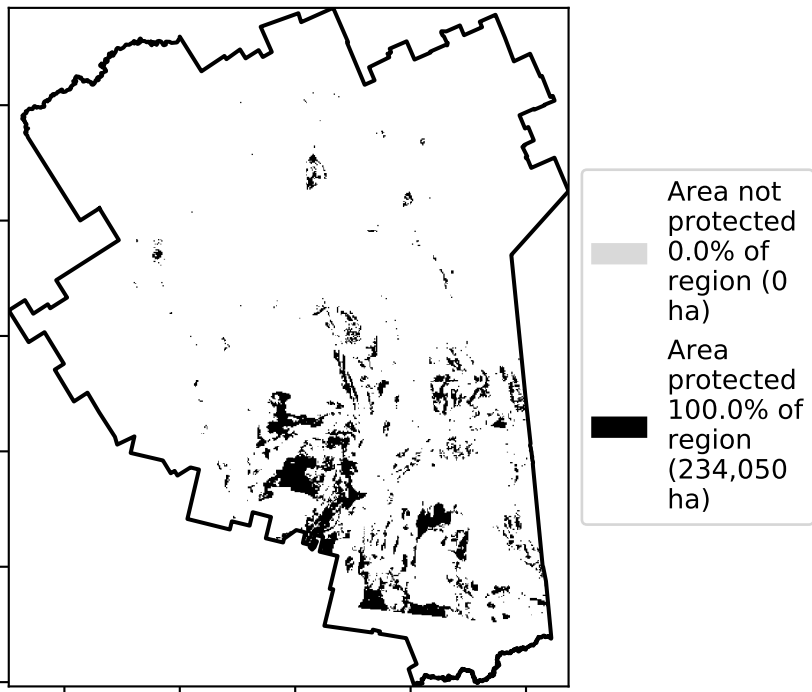 Area not
protected
0.0% of
region (0
ha)
Area
protected
100.0% of
region
(234,050
ha)